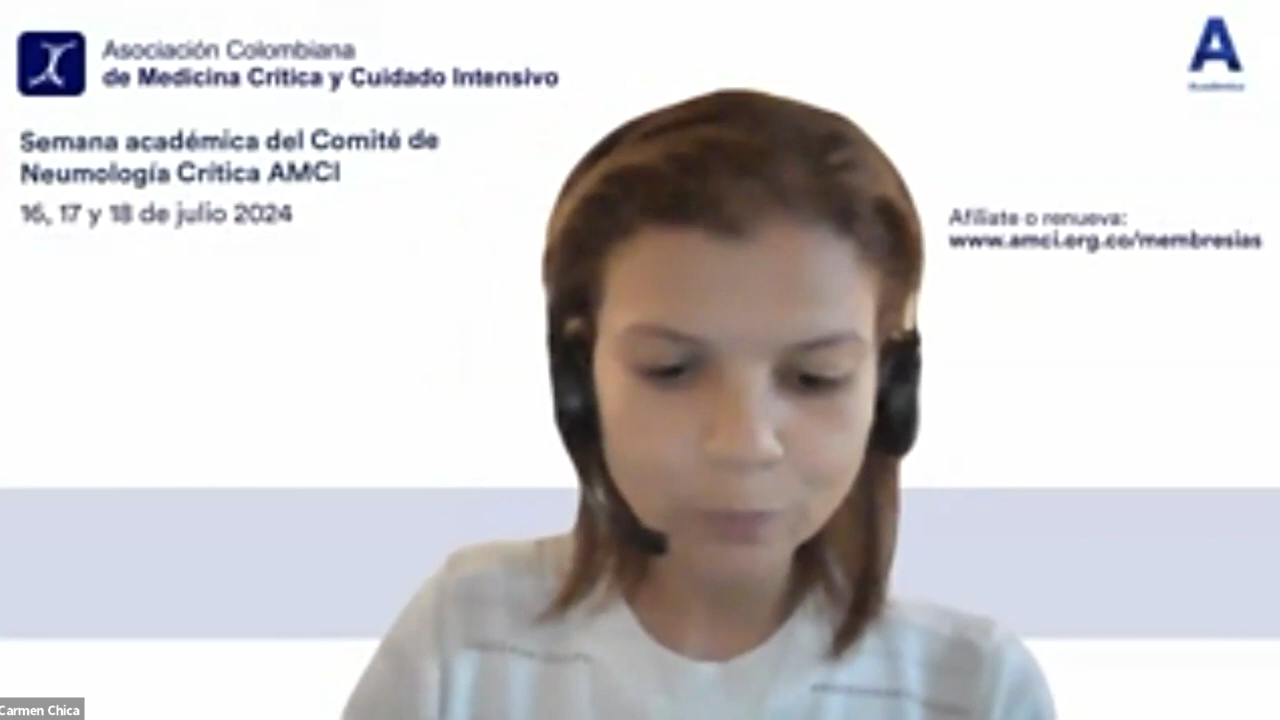 Asociación Colombiana
de Medicina Crítica y Cuidado Intensivo
A
Académica
Semana académica del Comité de
Neumología Crítica AMCI
16, 17 y 18 de julio 2024
Afíliate o renueva:
www.amci.org.co/membresias
Carmen Chica